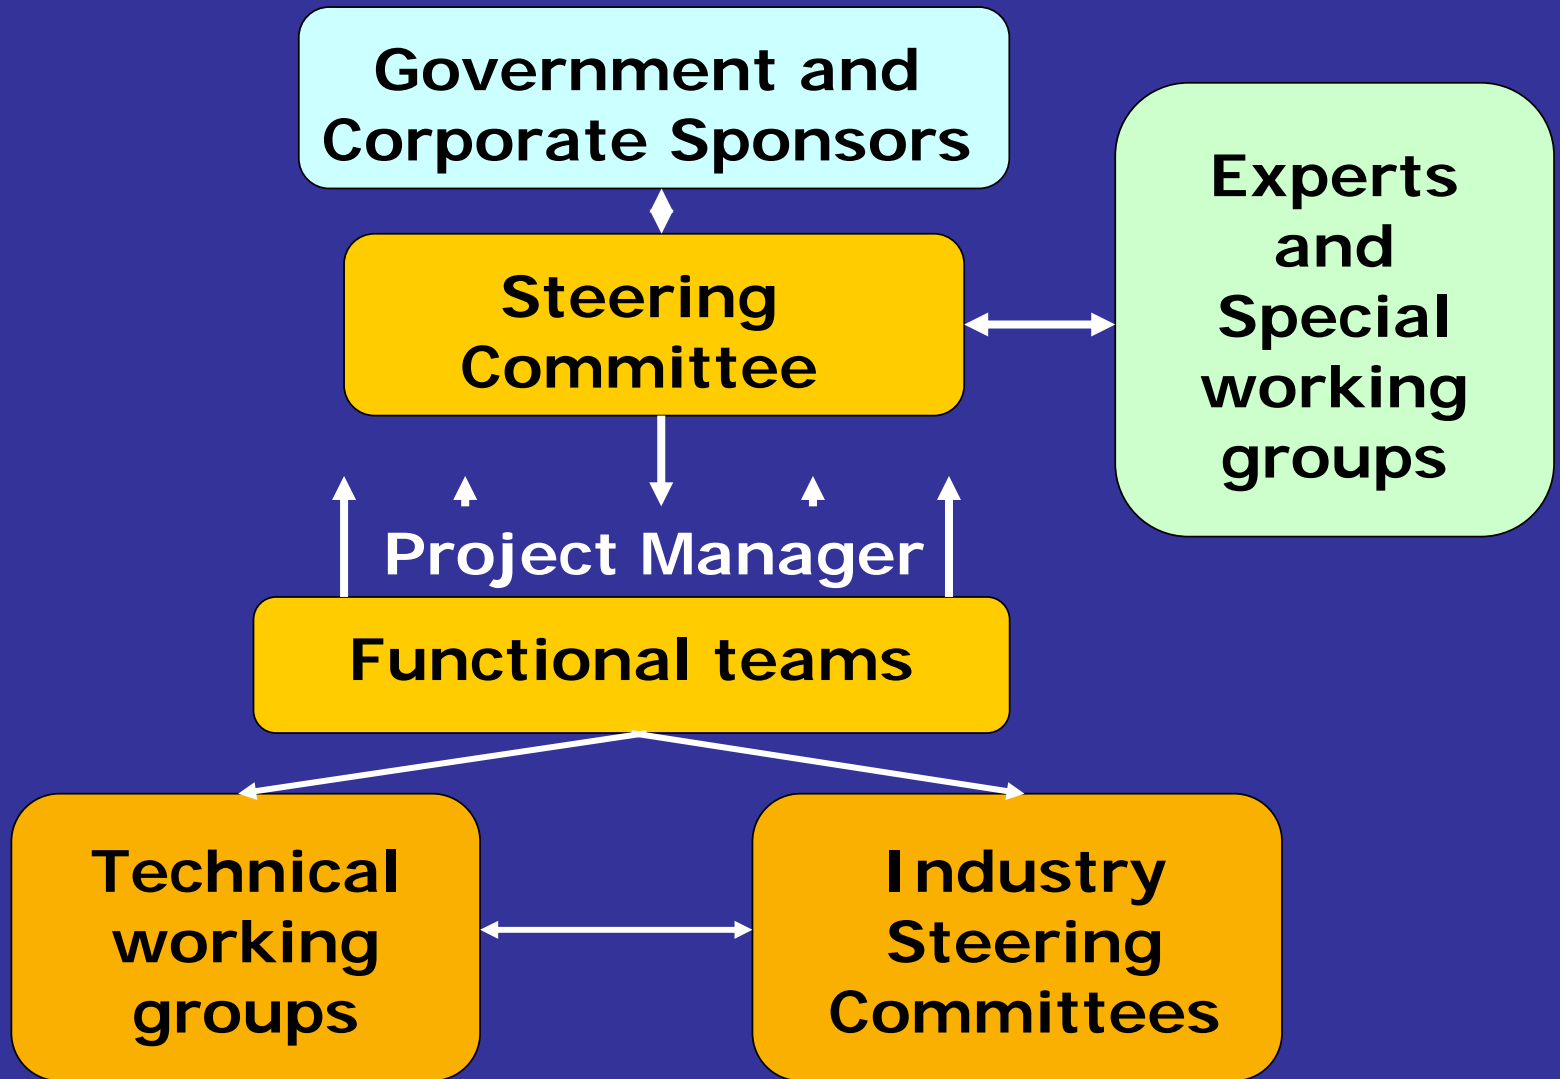 Government and
Corporate Sponsors
Experts
and
Special
working
groups
Steering
Committee
Project Manager
Functional teams
Technical
working
groups
Industry
Steering
Committees